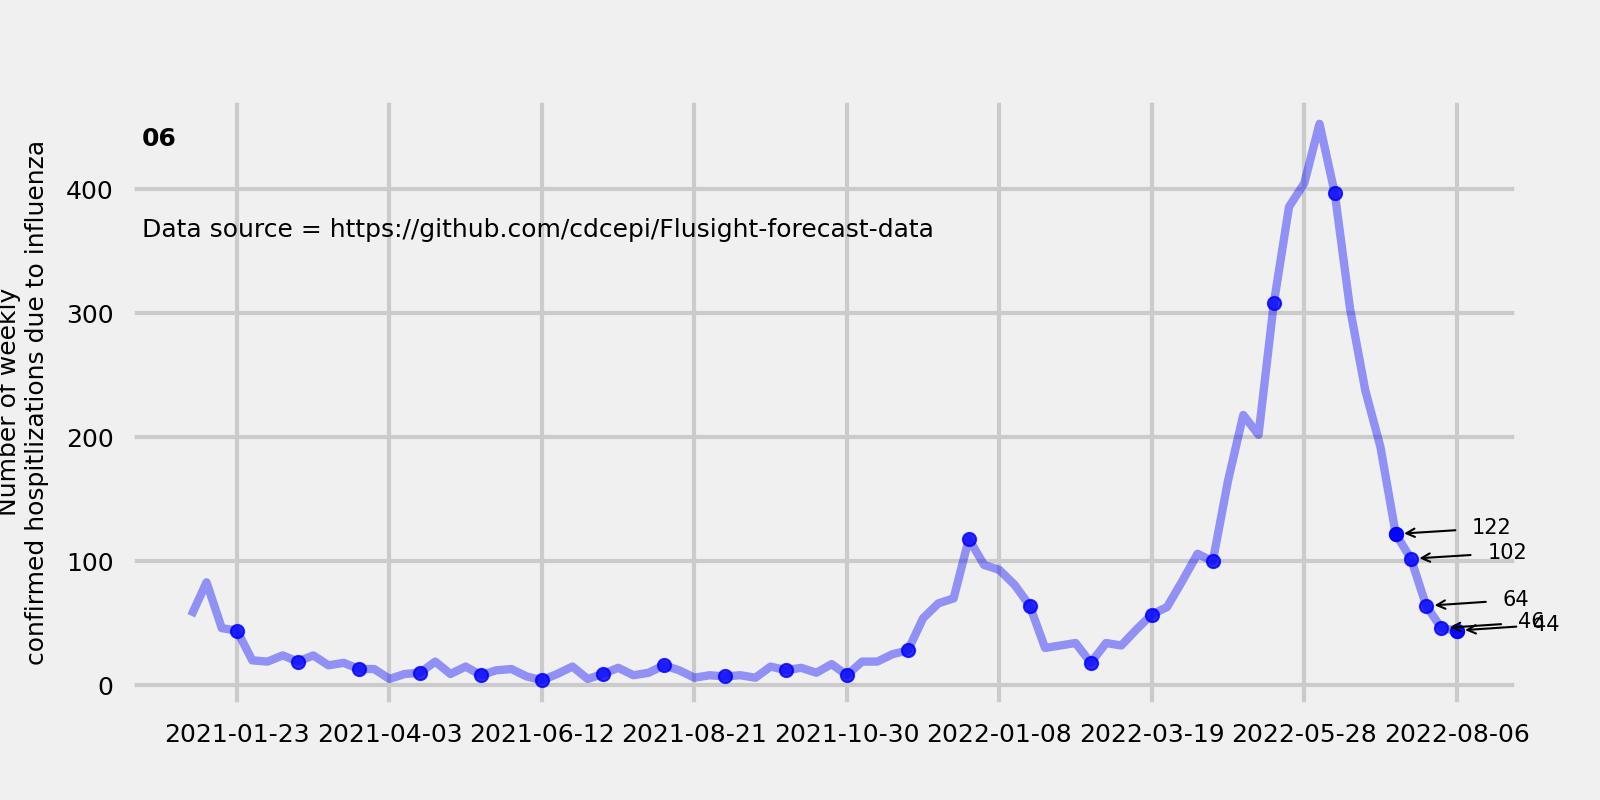 06
Data source = https://github.com/cdcepi/Flusight-forecast-data
Number of weekly
confirmed hospitlizations due to influenza
400
300
200
100
0
122
102
64
46
44
2021-01-23 2021-04-03 2021-06-12 2021-08-21 2021-10-30 2022-01-08 2022-03-19 2022-05-28 2022-08-06